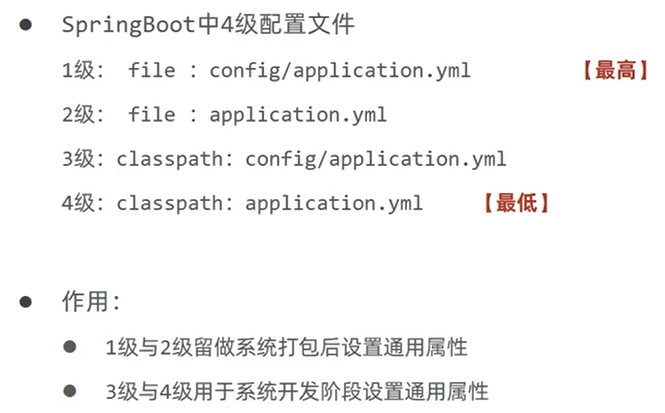 ● SpringBoot中4级配置文件
1级： file ：config/application.yml 【最高】
2级： file ：application.yml
3级：classpath：config/application.yml
4级：classpath：application.yml 【最低】
● 作用：
● 1级与2级留做系统打包后设置通用属性
● 3级与4级用于系统开发阶段设置通用属性